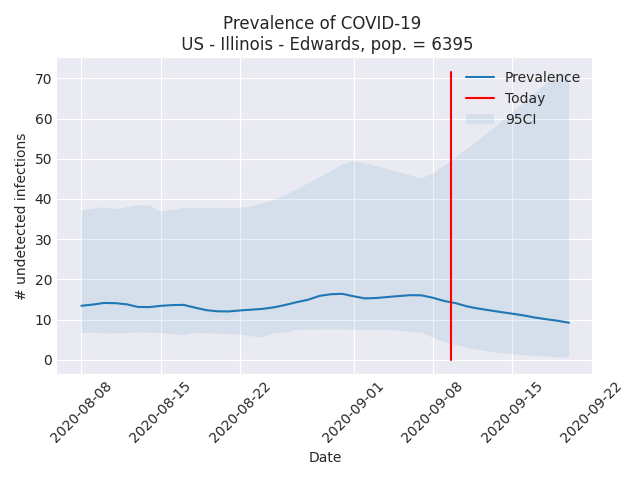 Prevalence of COVID-19
US - Illinois - Edwards, pop. = 6395
70
60
50
40
30
20
10
0
# undetected infections
Prevalence
Today
95CI
2020-08-08
2020-08-15
2020-08-22
2020-09-01
2020-09-08
2020-09-15
2020-09-22
Date